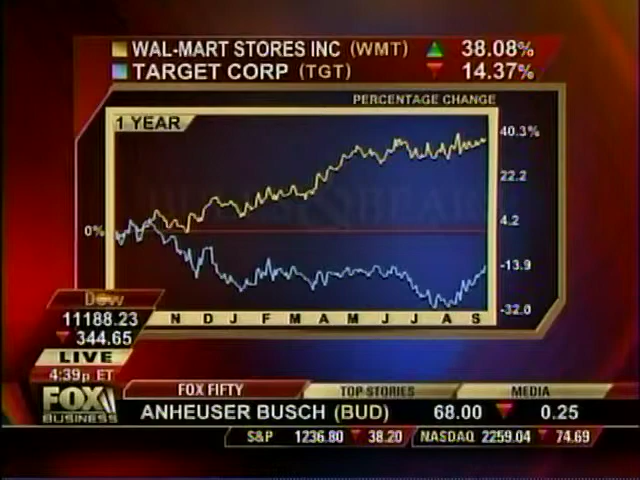 WAL-MART STORES INC (WMT) 38.08%
TARGET CORP (TGT) 14.37%
PERCENTAGE CHANGE
1 YEAR
40.3%
22.2
4.2
0%
-13.9
-32.0
N D J F M A M J J A S
Dow
11188.23
344.65
LIVE
4:39p ET
FOX BUSINESS
FOX FIFTY TOP STORIES MEDIA
ANHEUSER BUSCH (BUD) 68.00 0.25
S&P 1236.80 38.20 NASDAQ 2259.04 74.69